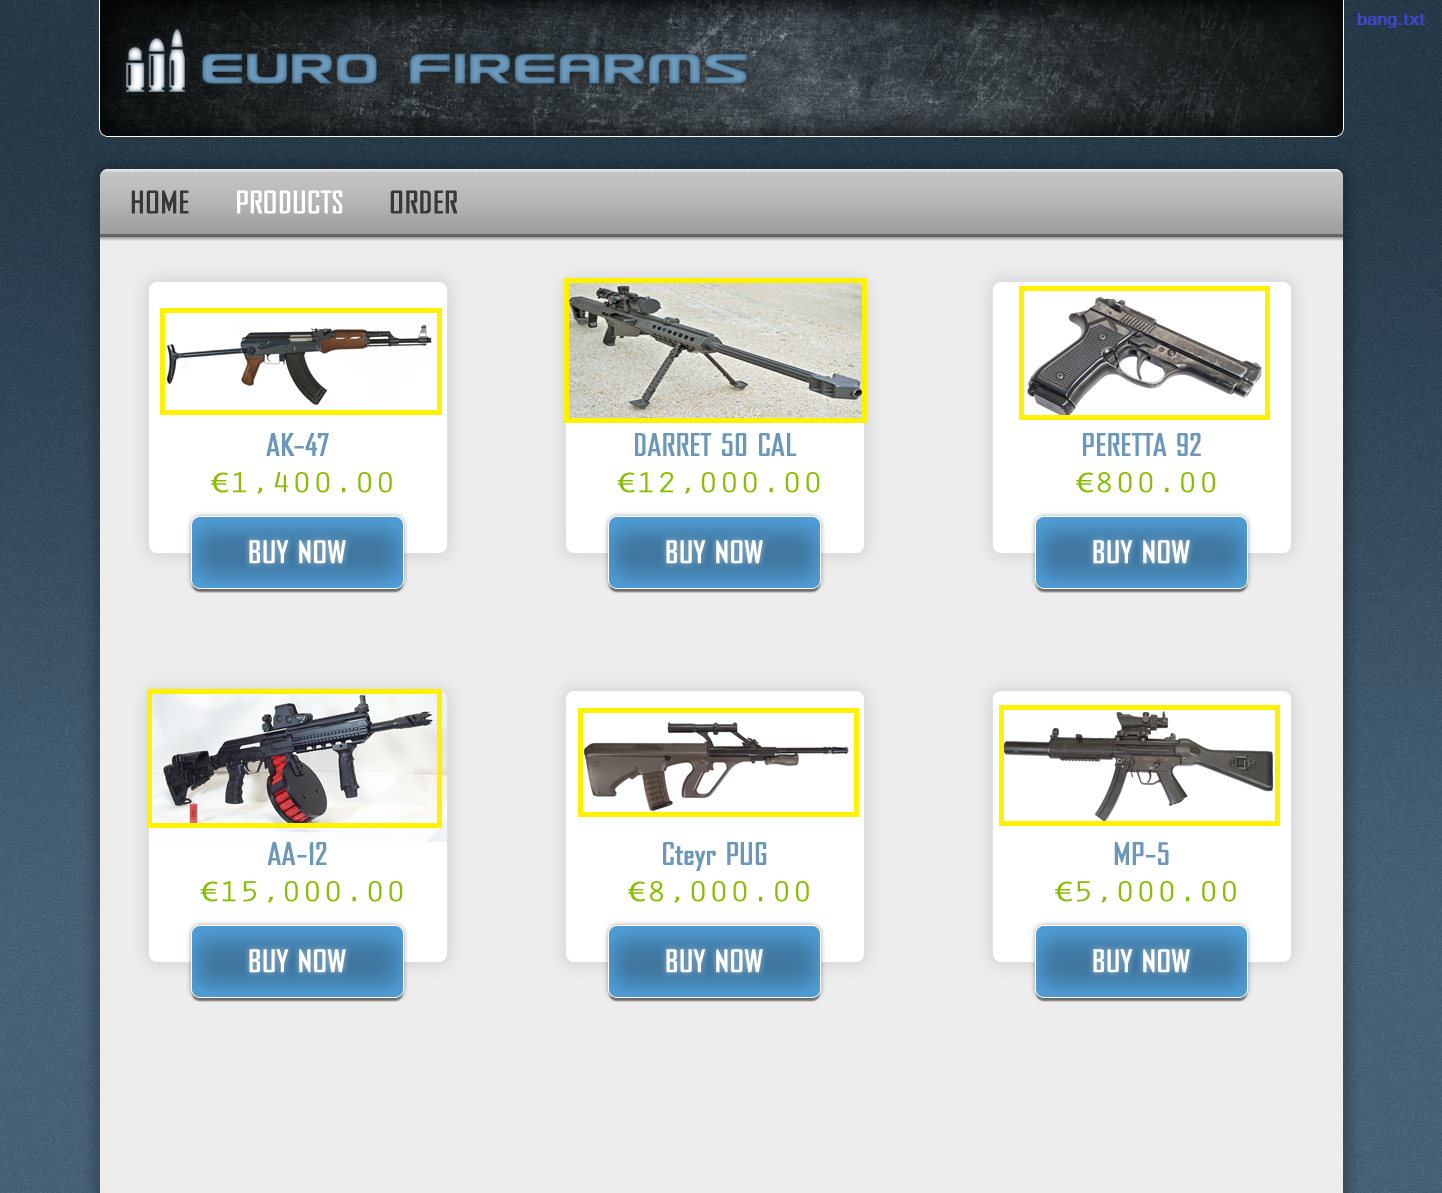 bang.txt
EURO FIREARMS
HOME PRODUCTS ORDER
AK-47
€1,400.00
BUY NOW
DARRET 50 CAL
€12,000.00
BUY NOW
PERETTA 92
€800.00
BUY NOW
AA-12
€15,000.00
BUY NOW
Cteyr PUG
€8,000.00
BUY NOW
MP-5
€5,000.00
BUY NOW